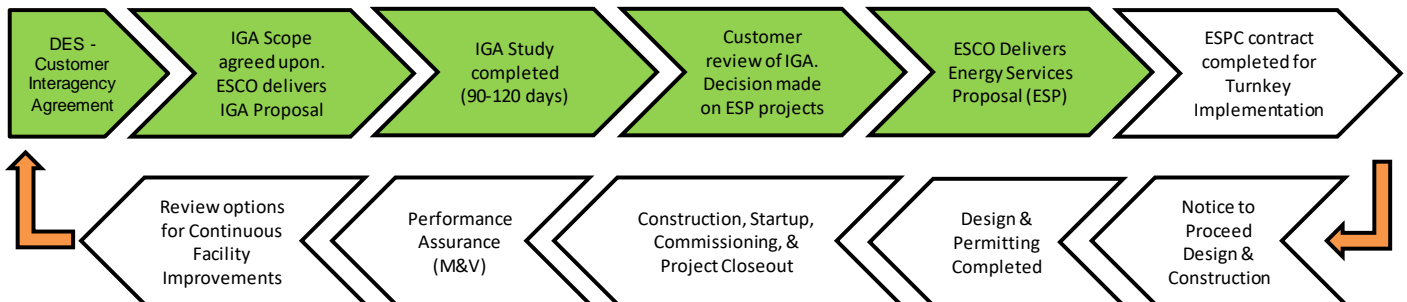 DES -
Customer
Interagency
Agreement
IGA Scope
agreed upon.
ESCO delivers
IGA Proposal
IGA Study
completed
(90-120 days)
Customer
review of IGA.
Decision made
on ESP projects
ESCO Delivers
Energy Services
Proposal (ESP)
ESPC contract
completed for
Turnkey
Implementation
Notice to
Proceed
Design &
Construction
Design &
Permitting
Completed
Construction, Startup,
Commissioning, &
Project Closeout
Performance
Assurance
(M&V)
Review options
for Continuous
Facility
Improvements